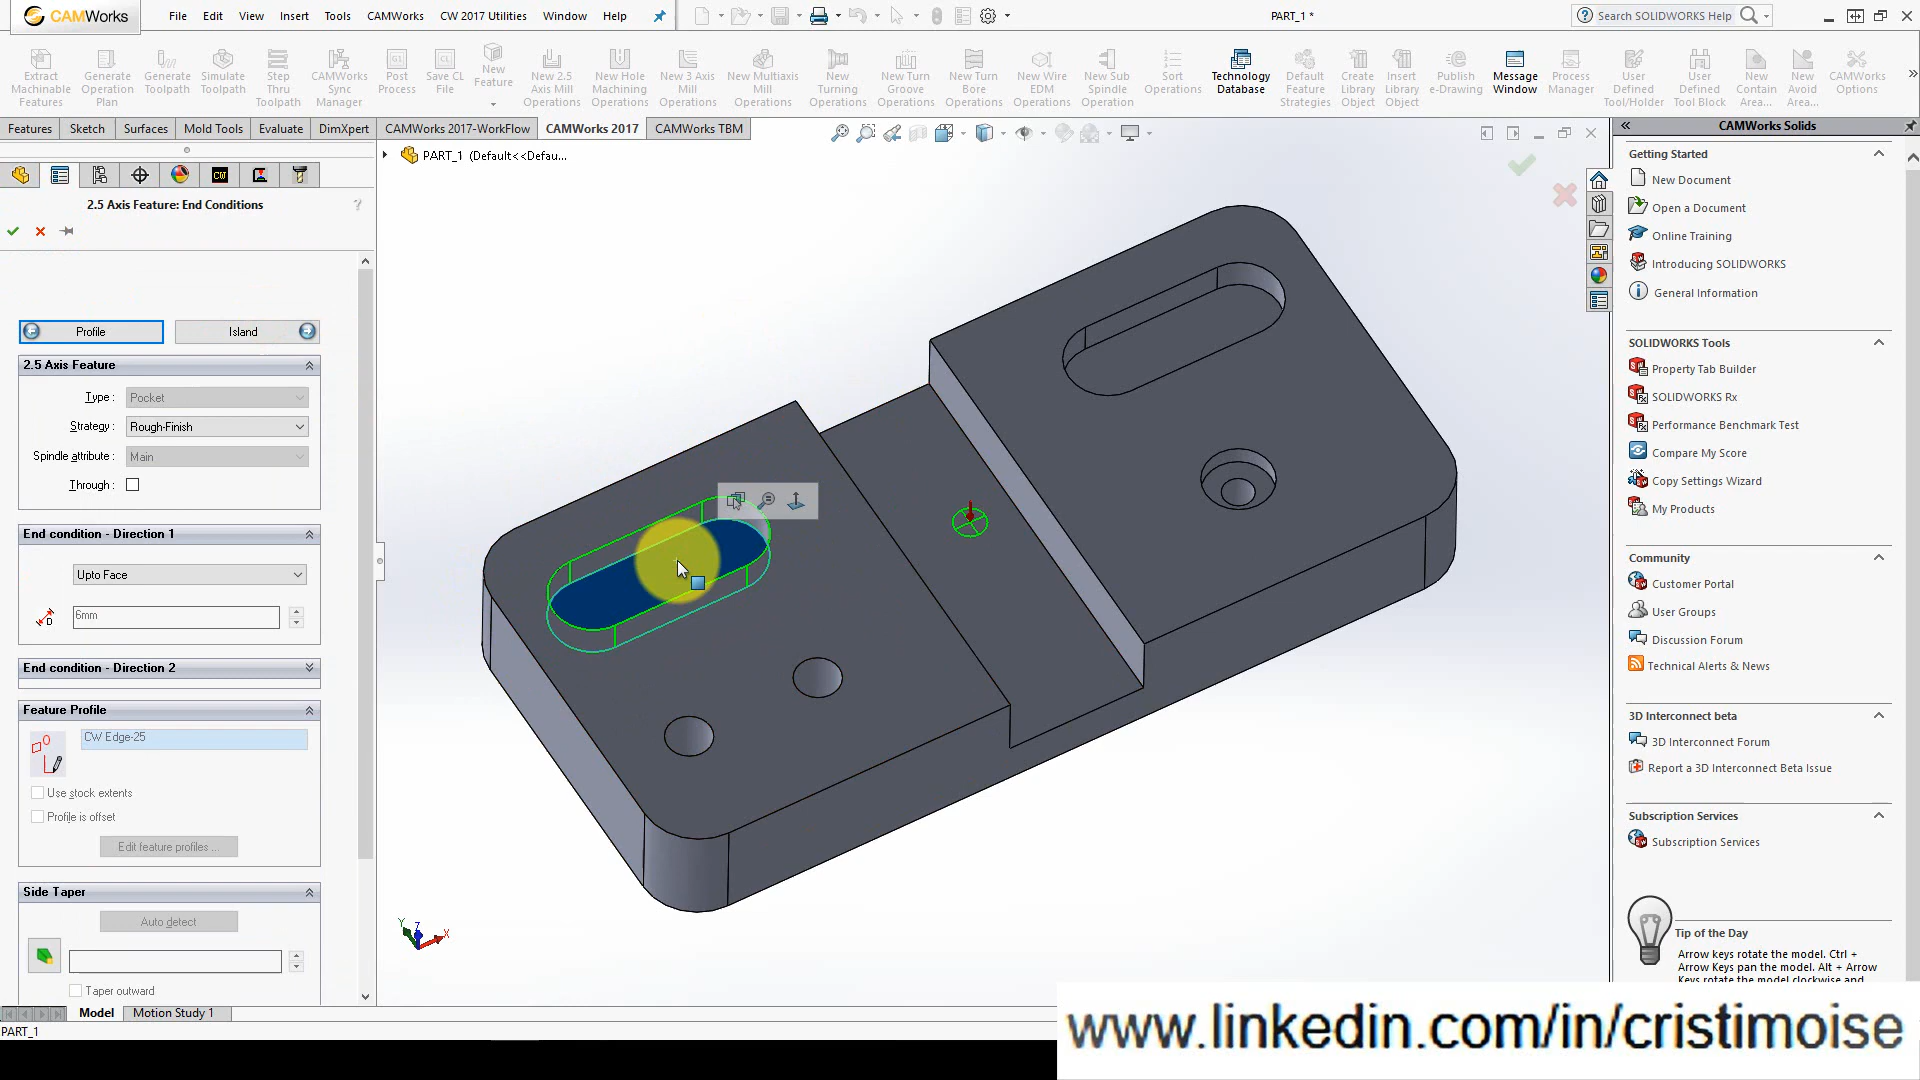 CAMWorks
File Edit View Insert Tools CAMWorks CW 2017 Utilities Window Help
PART_1 *
Search SOLIDWORKS Help
Extract Machinable Features
Generate Operation Plan
Generate Toolpath
Simulate Toolpath
Step Thru Toolpath
CAMWorks Sync Manager
Post Process
Save CL File
New Feature
New 2.5 Axis Mill Operations
New Hole Machining Operations
New 3 Axis Mill Operations
New Multiaxis Mill Operations
New Turning Operations
New Turn Groove Operations
New Turn Bore Operations
New Wire EDM Operations
New Sub Spindle Operation
Sort Operations
Technology Database
Default Feature Strategies
Create Library Object
Insert Library Object
Publish e-Drawing
Message Window
Process Manager
User Defined Tool/Holder
User Defined Tool Block
New Contain Area...
New Avoid Area...
CAMWorks Options
Features Sketch Surfaces Mold Tools Evaluate DimXpert CAMWorks 2017-WorkFlow CAMWorks 2017 CAMWorks TBM
PART_1 (Default<<Defau...
2.5 Axis Feature: End Conditions
?
Profile
Island
2.5 Axis Feature
Type : Pocket
Strategy : Rough-Finish
Spindle attribute : Main
Through :
End condition - Direction 1
Upto Face
6mm
End condition - Direction 2
Feature Profile
CW Edge-25
Use stock extents
Profile is offset
Edit feature profiles ...
Side Taper
Auto detect
Taper outward
Model Motion Study 1
PART_1
Y Z X
CAMWorks Solids
Getting Started
New Document
Open a Document
Online Training
Introducing SOLIDWORKS
General Information
SOLIDWORKS Tools
Property Tab Builder
SOLIDWORKS Rx
Performance Benchmark Test
Compare My Score
Copy Settings Wizard
My Products
Community
Customer Portal
User Groups
Discussion Forum
Technical Alerts & News
3D Interconnect beta
3D Interconnect Forum
Report a 3D Interconnect Beta Issue
Subscription Services
Subscription Services
Tip of the Day
Arrow keys rotate the model. Ctrl +
Arrow Keys pan the model. Alt + Arrow
Keys rotate the model clockwise and
www.linkedin.com/in/cristimoise